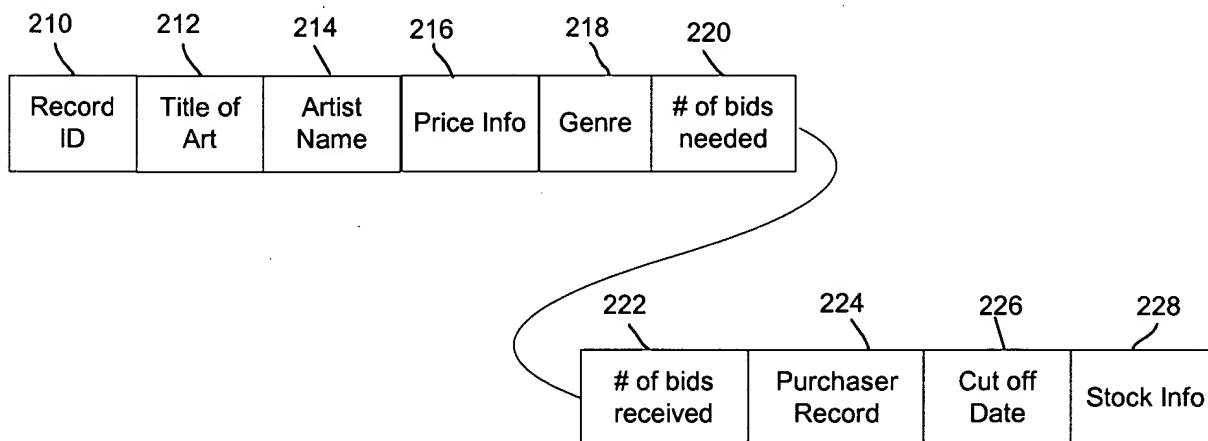 210 212 214 216 218 220
Record ID
Title of Art
Artist Name
Price Info
Genre
# of bids needed
222 224 226 228
# of bids received
Purchaser Record
Cut off Date
Stock Info